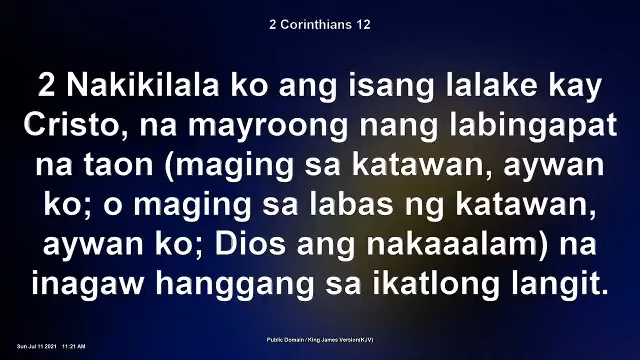 2 Corinthians 12
2 Nakikilala ko ang isang lalake kay
Cristo, na mayroong nang labingapat
na taon (maging sa katawan, aywan
ko; o maging sa labas ng katawan,
aywan ko; Dios ang nakaaalam) na
inagaw hanggang sa ikatlong langit.
Public Domain / King James Version(KJV)
Sun Jul 11 2021 11:21 AM